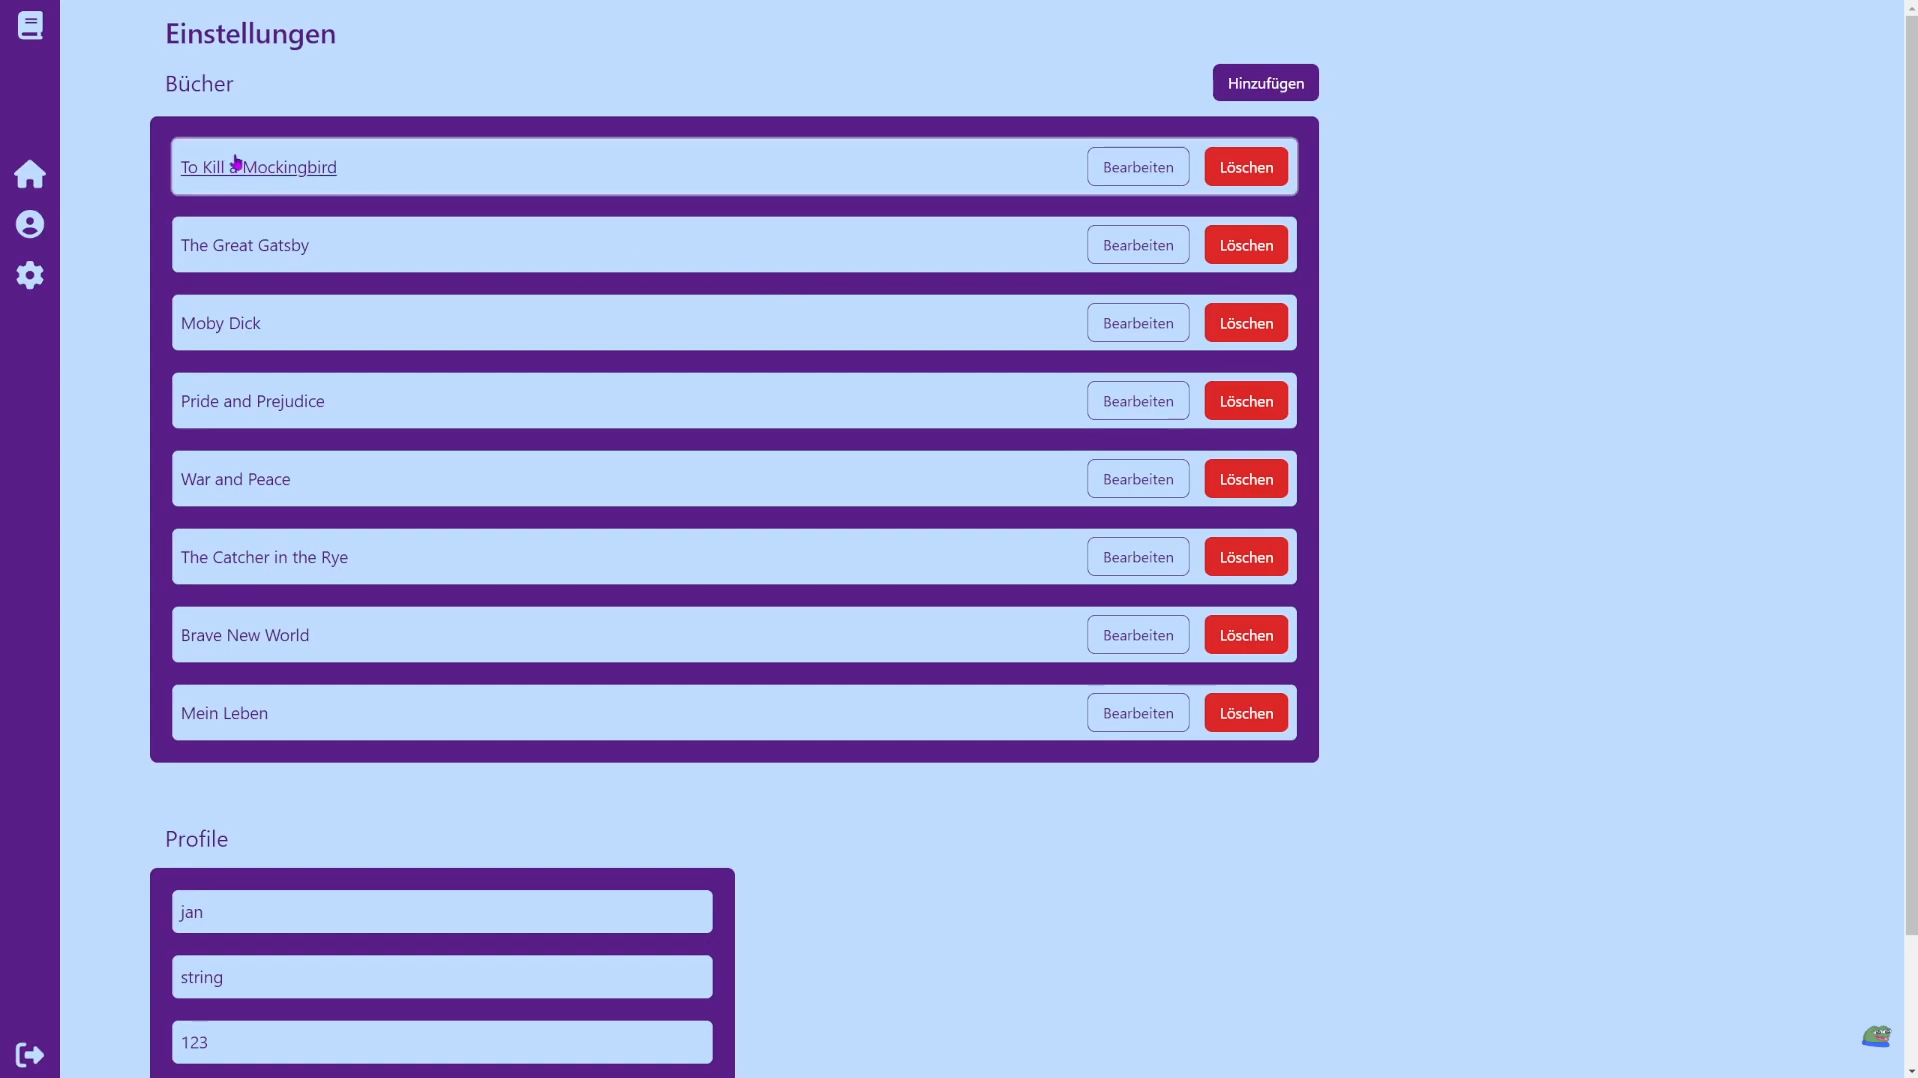 Einstellungen
Bücher
Hinzufügen
To Kill a Mockingbird
Bearbeiten
Löschen
The Great Gatsby
Bearbeiten
Löschen
Moby Dick
Bearbeiten
Löschen
Pride and Prejudice
Bearbeiten
Löschen
War and Peace
Bearbeiten
Löschen
The Catcher in the Rye
Bearbeiten
Löschen
Brave New World
Bearbeiten
Löschen
Mein Leben
Bearbeiten
Löschen
Profile
jan
string
123